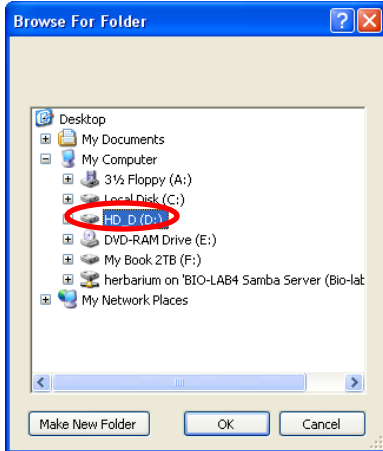 Browse For Folder
Desktop
My Documents
My Computer
3½ Floppy (A:)
Local Disk (C:)
HD_D (D:)
DVD-RAM Drive (E:)
My Book 2TB (F:)
herbarium on 'BIO-LAB4 Samba Server (Bio-lab
My Network Places
Make New Folder OK Cancel